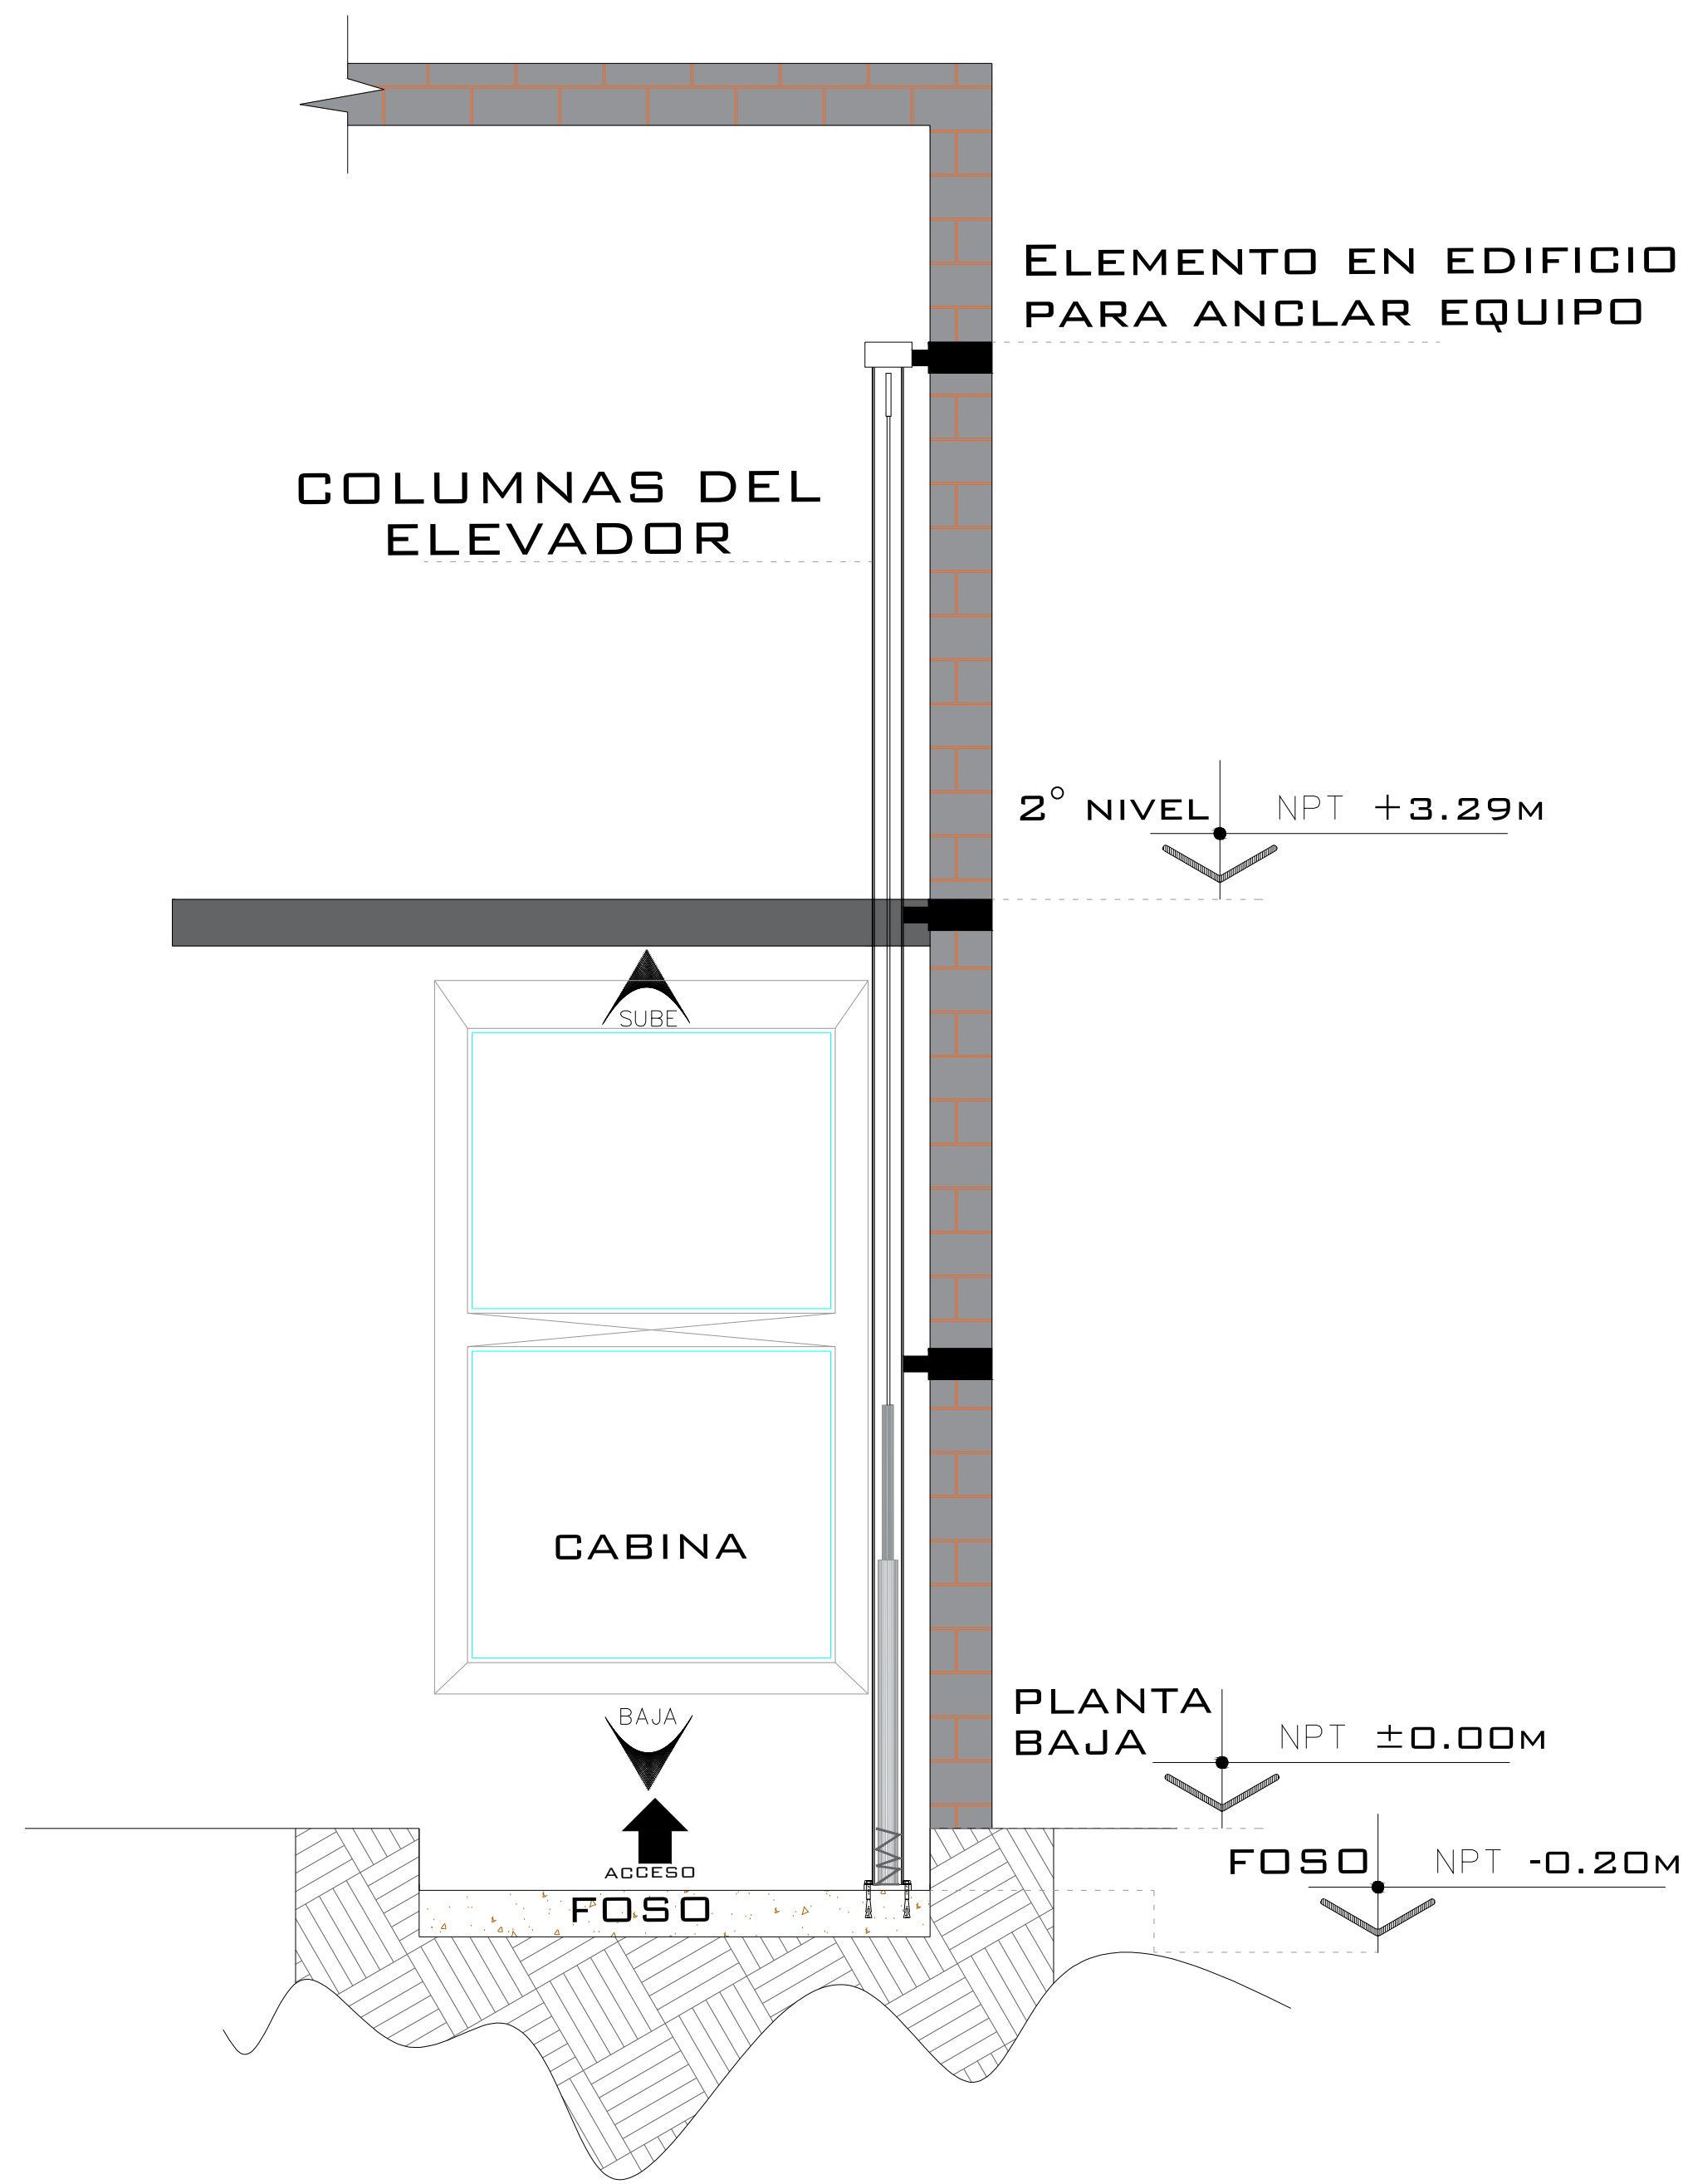 Elemento en edificio
para anclar equipo
COLUMNAS DEL
ELEVADOR
2° NIVEL NPT +3.29M
SUBE
CABINA
PLANTA
BAJA NPT ±0.00M
BAJA
FOSO NPT -0.20M
ACCESO
FOSO